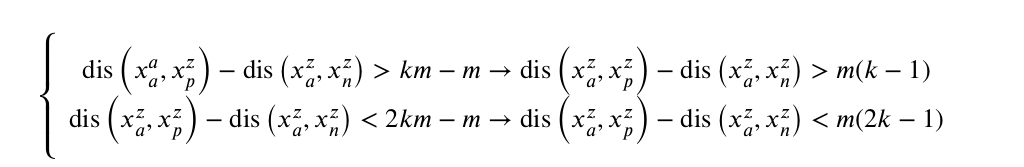 dis (x_a^a, x_p^z) − dis (x_a^z, x_n^z) > km − m → dis (x_a^z, x_p^z) − dis (x_a^z, x_n^z) > m(k − 1)
dis (x_a^z, x_p^z) − dis (x_a^z, x_n^z) < 2km − m → dis (x_a^z, x_p^z) − dis (x_a^z, x_n^z) < m(2k − 1)